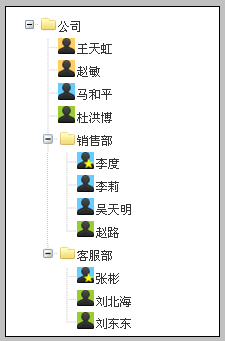 公司
王天虹
赵敏
马和平
杜洪博
销售部
李度
李莉
吴天明
赵路
客服部
张彬
刘北海
刘东东